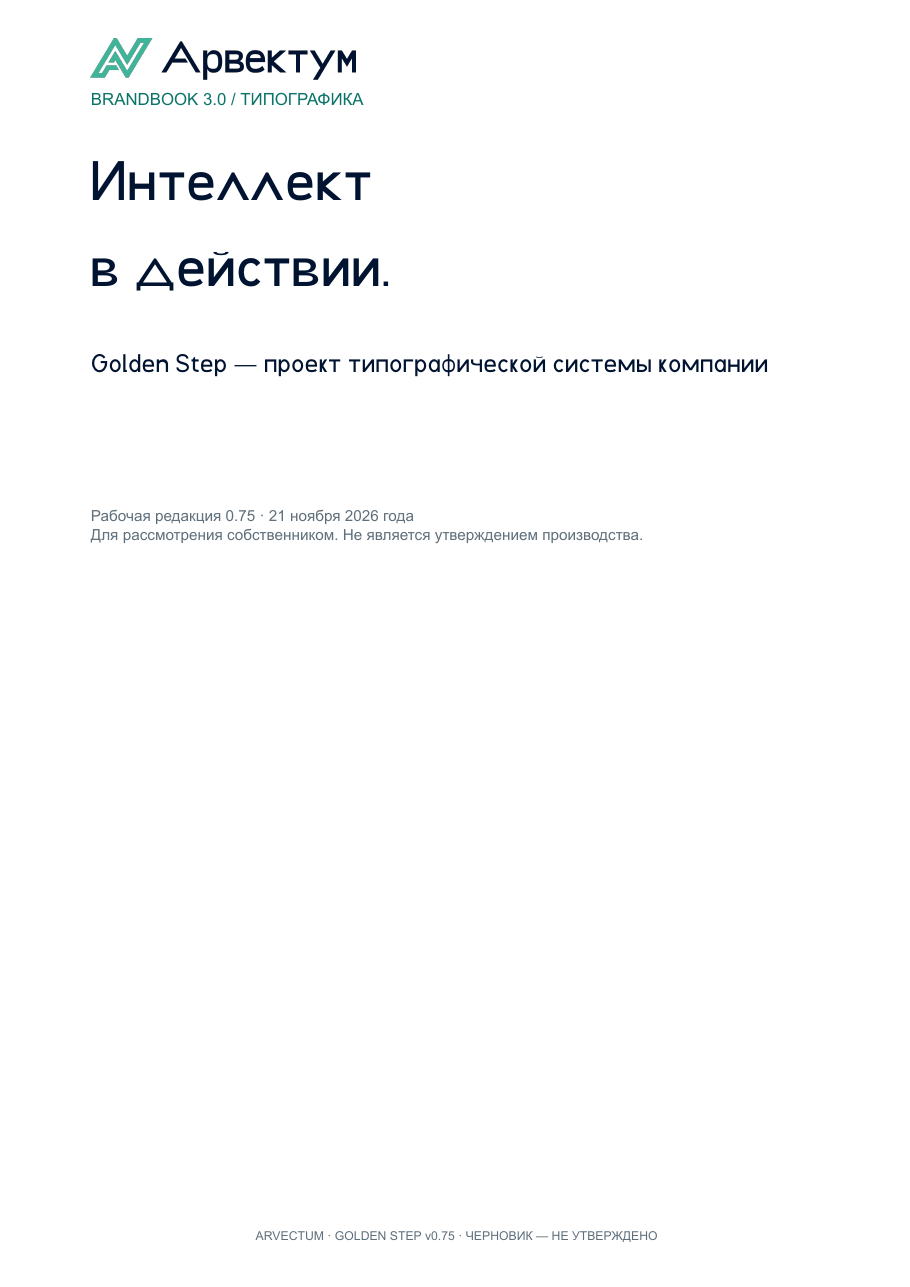 Арвектум
BRANDBOOK 3.0 / ТИПОГРАФИКА
Интеллект
в действии.
Golden Step — проект типографической системы компании
Рабочая редакция 0.75 · 21 ноября 2026 года
Для рассмотрения собственником. Не является утверждением производства.
ARVECTUM · GOLDEN STEP v0.75 · ЧЕРНОВИК — НЕ УТВЕРЖДЕНО